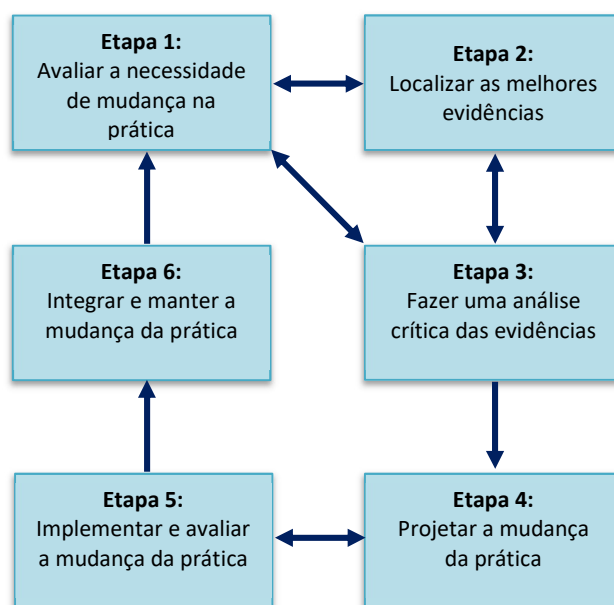 Etapa 1:
Avaliar a necessidade
de mudança na
prática
Etapa 2:
Localizar as melhores
evidências
Etapa 6:
Integrar e manter a
mudança da prática
Etapa 3:
Fazer uma análise
crítica das evidências
Etapa 5:
Implementar e avaliar
a mudança da prática
Etapa 4:
Projetar a mudança
da prática